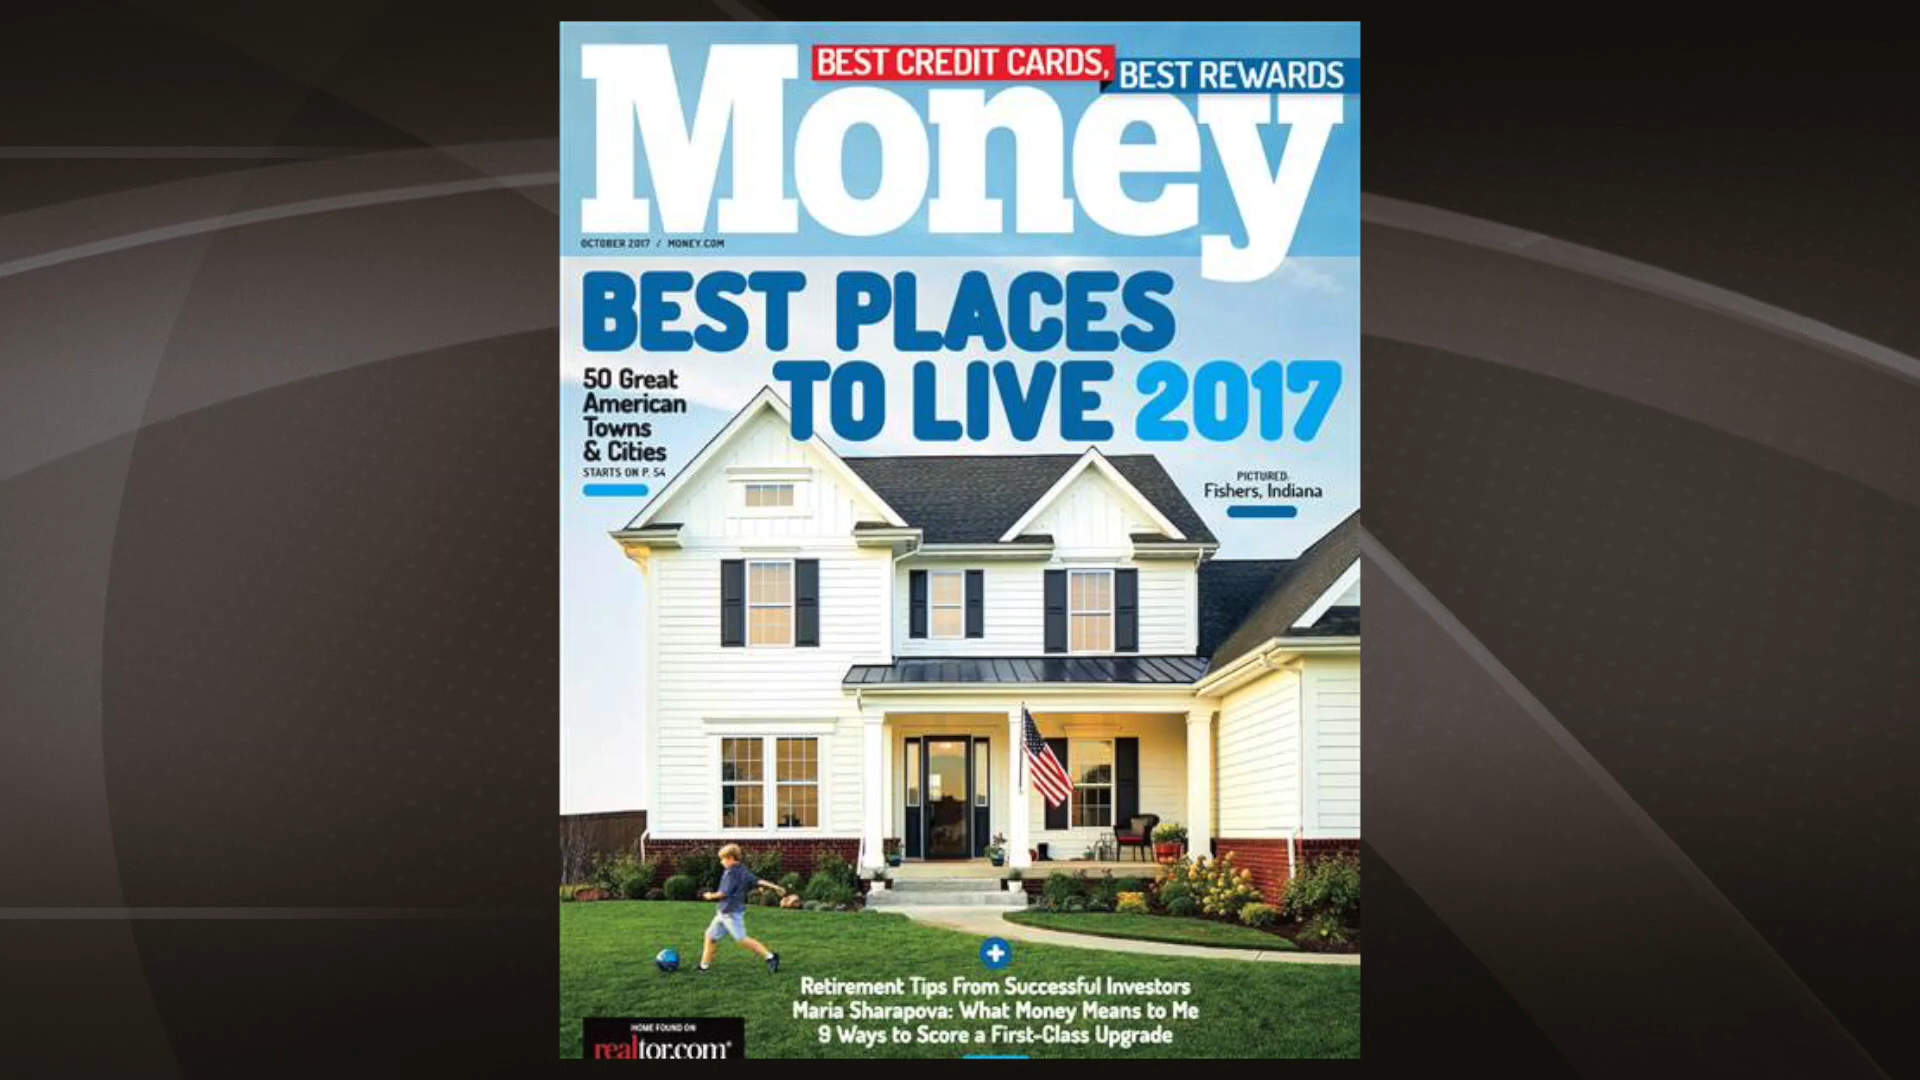 BEST CREDIT CARDS,
BEST REWARDS
Money
OCTOBER 2017 / MONEY.COM
BEST PLACES
TO LIVE 2017
50 Great
American
Towns
& Cities
STARTS ON P. 54
PICTURED:
Fishers, Indiana
Retirement Tips From Successful Investors
Maria Sharapova: What Money Means to Me
9 Ways to Score a First-Class Upgrade
HOME FOUND ON
realtor.com®